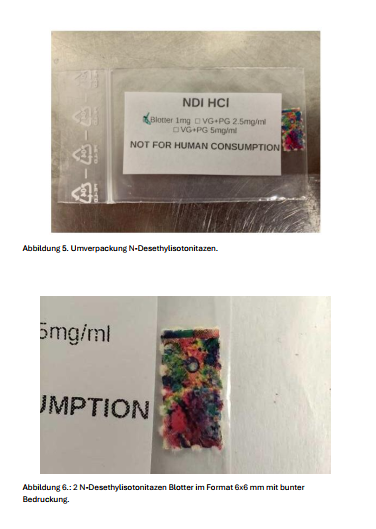 NDI HCl
Blotter 1mg □ VG+PG 2.5mg/ml
□ VG+PG 5mg/ml
NOT FOR HUMAN CONSUMPTION
Abbildung 5. Umverpackung N-Desethylisotonitazen.
5mg/ml
UMPTION
Abbildung 6.: 2 N-Desethylisotonitazen Blotter im Format 6x6 mm mit bunter
Bedruckung.